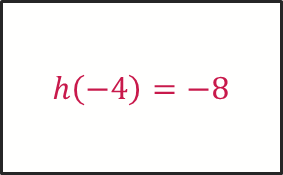 h(−4) = −8